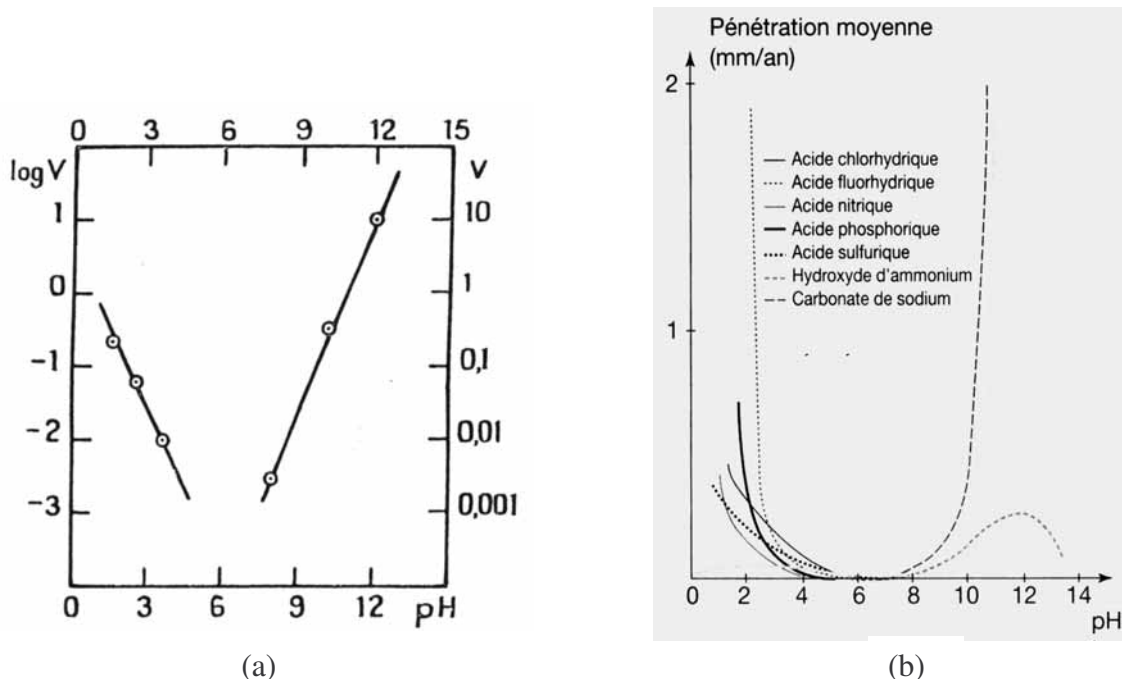 0 3 6 9 12 15
log V
V
1
0
-1
-2
-3
10
1
0,1
0,01
0,001
0 3 6 9 12 pH
(a)
Pénétration moyenne
(mm/an)
2
1
Acide chlorhydrique
Acide fluorhydrique
Acide nitrique
Acide phosphorique
Acide sulfurique
Hydroxyde d'ammonium
Carbonate de sodium
0 2 4 6 8 10 12 14
pH
(b)